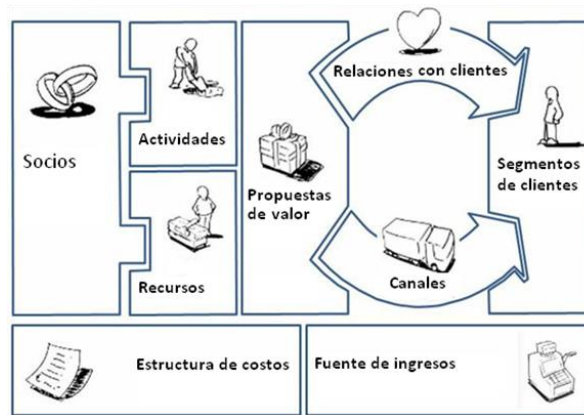 Socios
Actividades
Recursos
Propuestas
de valor
Relaciones con clientes
Canales
Segmentos
de clientes
Estructura de costos
Fuente de ingresos